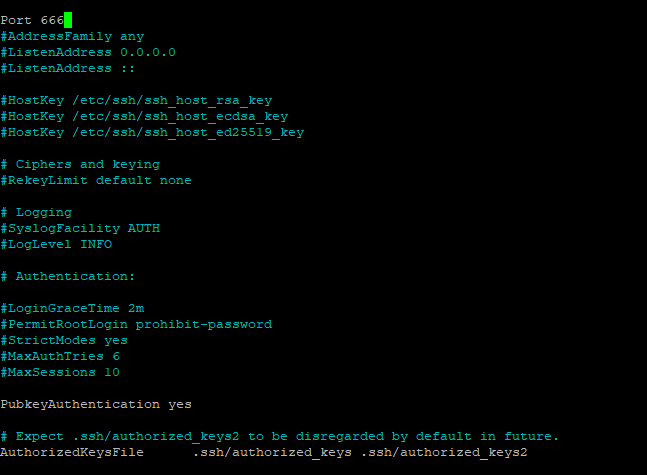 Port 666
#AddressFamily any
#ListenAddress 0.0.0.0
#ListenAddress ::
#HostKey /etc/ssh/ssh_host_rsa_key
#HostKey /etc/ssh/ssh_host_ecdsa_key
#HostKey /etc/ssh/ssh_host_ed25519_key
# Ciphers and keying
#RekeyLimit default none
# Logging
#SyslogFacility AUTH
#LogLevel INFO
# Authentication:
#LoginGraceTime 2m
#PermitRootLogin prohibit-password
#StrictModes yes
#MaxAuthTries 6
#MaxSessions 10
PubkeyAuthentication yes
# Expect .ssh/authorized_keys2 to be disregarded by default in future.
AuthorizedKeysFile      .ssh/authorized_keys .ssh/authorized_keys2